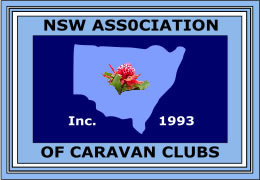 NSW ASSOCIATION
Inc. 1993
OF CARAVAN CLUBS